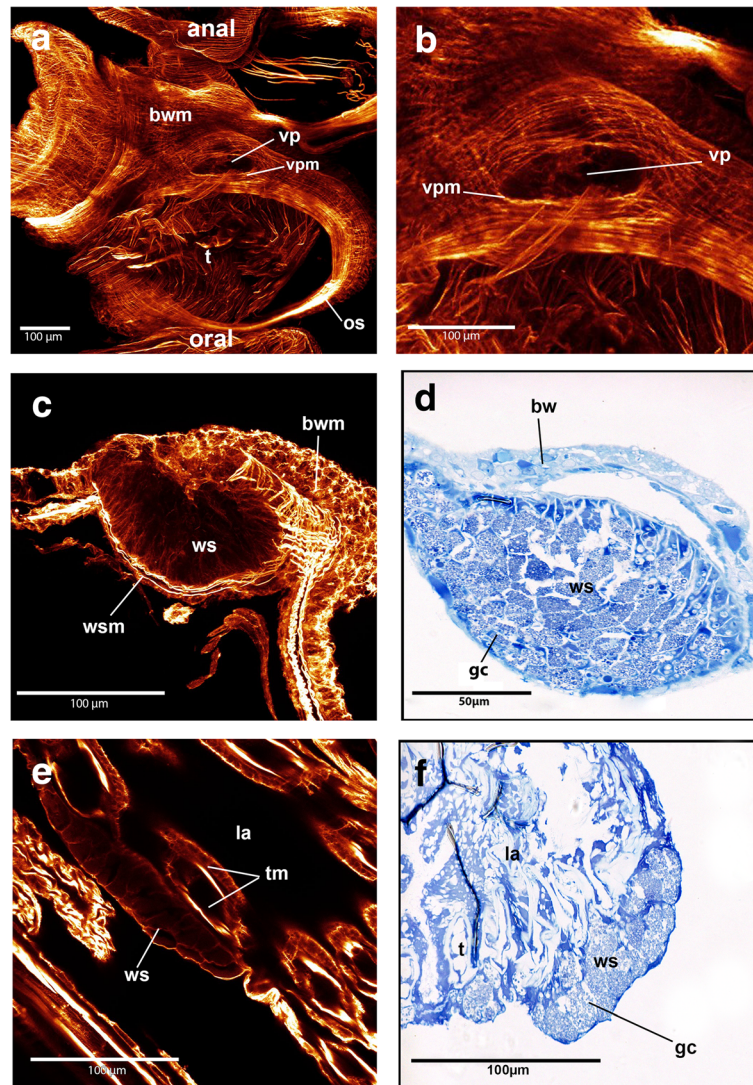 a
anal
bwm
vp
vpm
t
os
oral
100 µm
b
vp
vpm
100 µm
c
bwm
ws
wsm
100 µm
d
bw
ws
gc
50µm
e
la
tm
ws
100µm
f
la
t
ws
gc
100µm